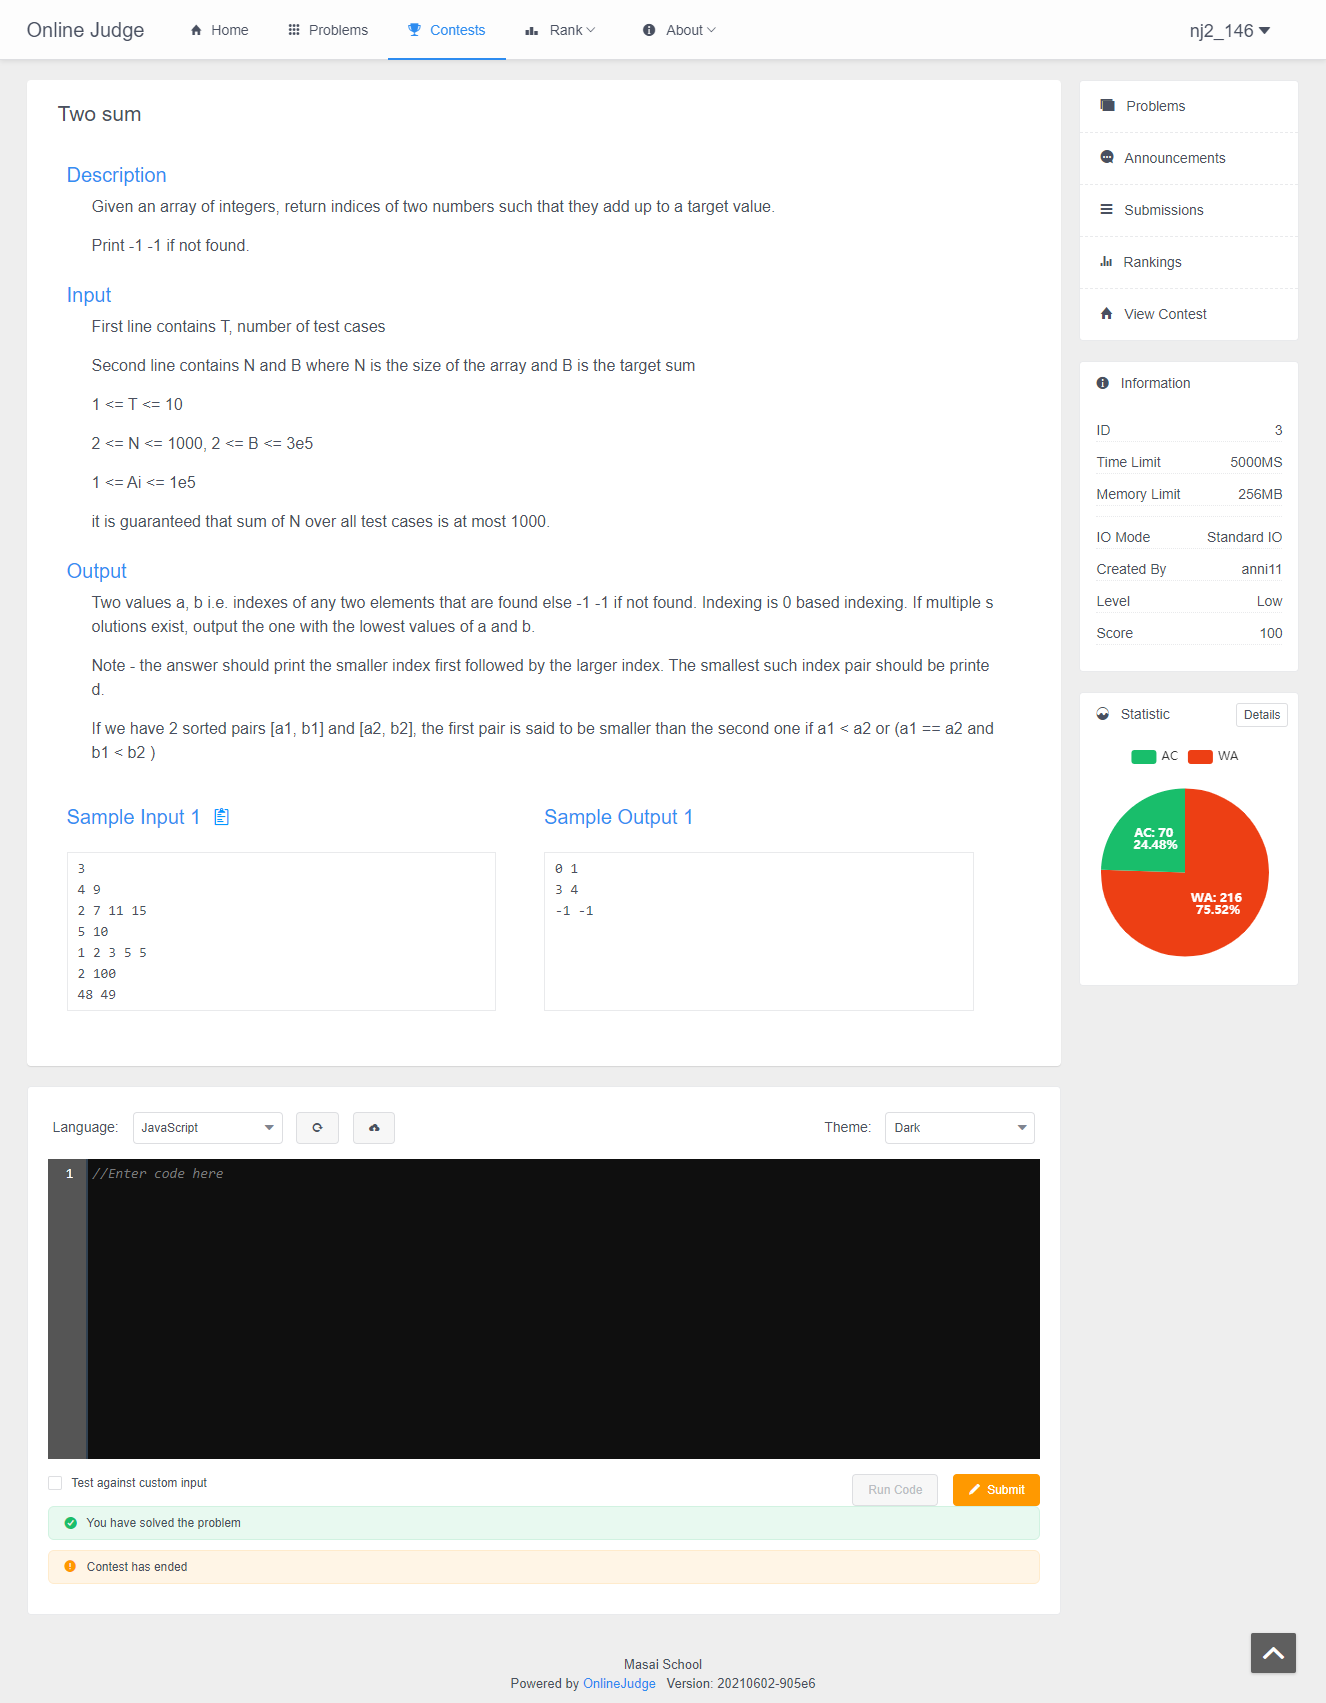 Online Judge
Home
Problems
Contests
Rank
About
nj2_146
Two sum
Description
Given an array of integers, return indices of two numbers such that they add up to a target value.
Print -1 -1 if not found.
Input
First line contains T, number of test cases
Second line contains N and B where N is the size of the array and B is the target sum
1 <= T <= 10
2 <= N <= 1000, 2 <= B <= 3e5
1 <= Ai <= 1e5
it is guaranteed that sum of N over all test cases is at most 1000.
Output
Two values a, b i.e. indexes of any two elements that are found else -1 -1 if not found. Indexing is 0 based indexing. If multiple s
olutions exist, output the one with the lowest values of a and b.
Note - the answer should print the smaller index first followed by the larger index. The smallest such index pair should be printe
d.
If we have 2 sorted pairs [a1, b1] and [a2, b2], the first pair is said to be smaller than the second one if a1 < a2 or (a1 == a2 and
b1 < b2 )
Sample Input 1
3
4 9
2 7 11 15
5 10
1 2 3 5 5
2 100
48 49
Sample Output 1
0 1
3 4
-1 -1
Language:
JavaScript
Theme:
Dark
1
//Enter code here
Test against custom input
Run Code
Submit
You have solved the problem
Contest has ended
Problems
Announcements
Submissions
Rankings
View Contest
Information
ID 3
Time Limit 5000MS
Memory Limit 256MB
IO Mode Standard IO
Created By anni11
Level Low
Score 100
Statistic
Details
AC WA
AC: 70
24.48%
WA: 216
75.52%
Masai School
Powered by OnlineJudge Version: 20210602-905e6